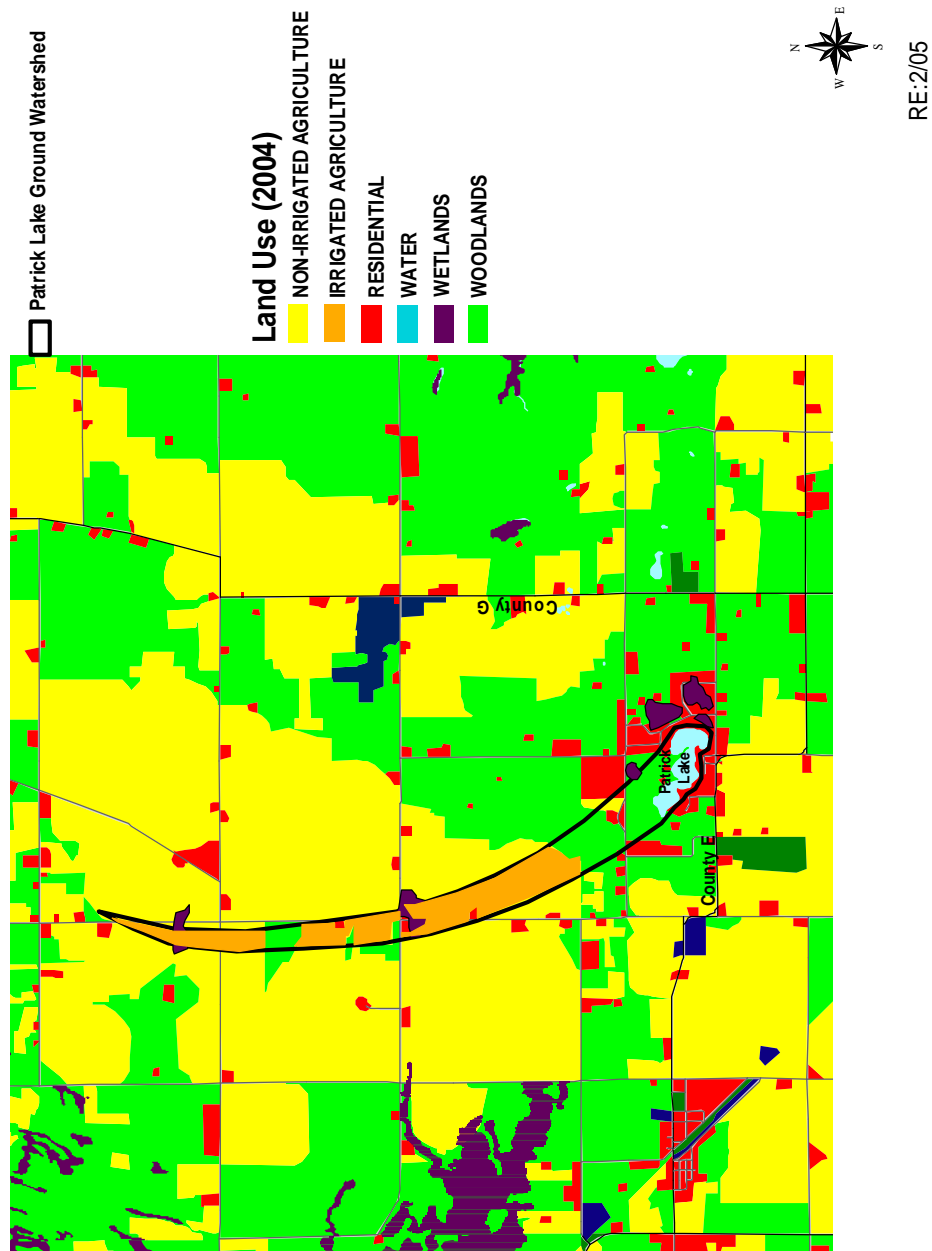 Patrick Lake Ground Watershed
Land Use (2004)
NON-IRRIGATED AGRICULTURE
IRRIGATED AGRICULTURE
RESIDENTIAL
WATER
WETLANDS
WOODLANDS
County G
Patrick
Lake
County E
N
E
W
S
RE:2/05